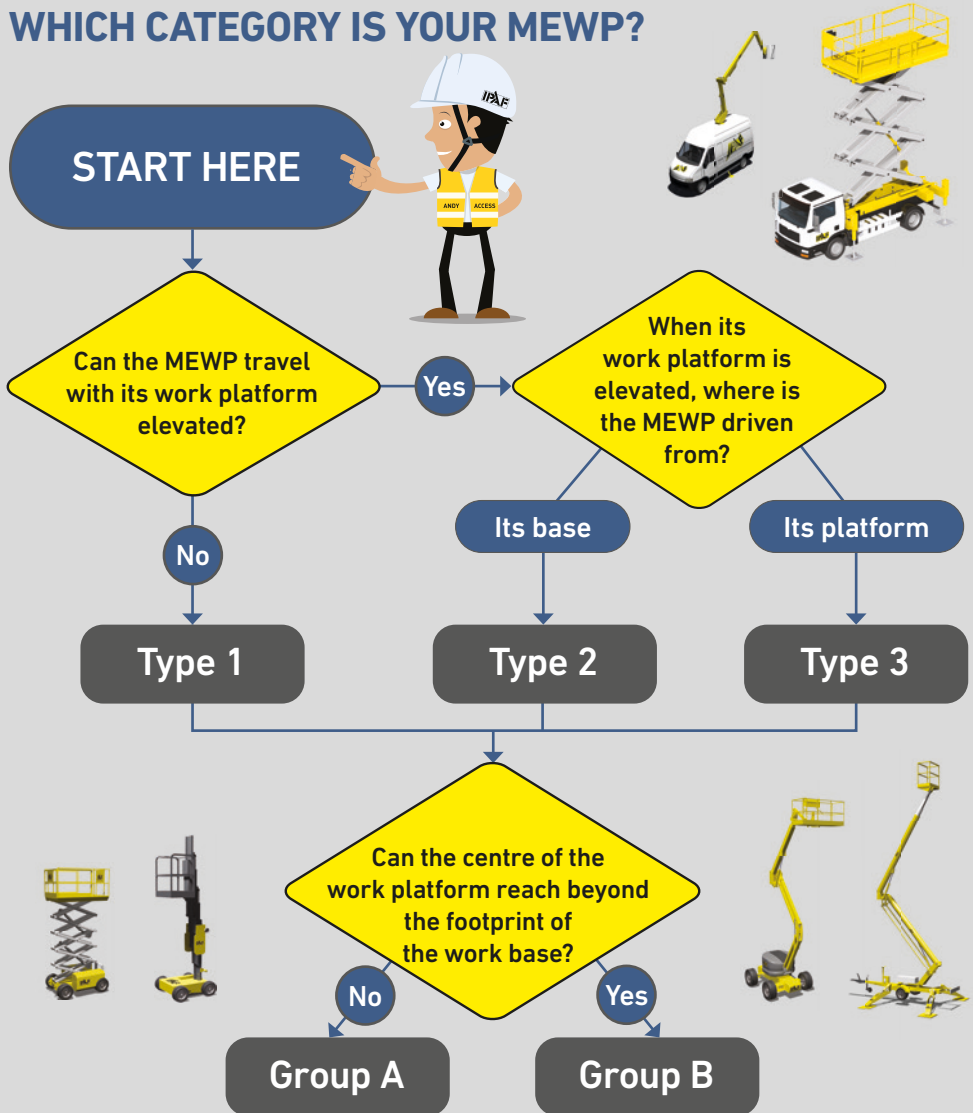 WHICH CATEGORY IS YOUR MEWP?
IPAF
START HERE
ANDY ACCESS
Can the MEWP travel
with its work platform
elevated?
Yes
When its
work platform is
elevated, where is
the MEWP driven
from?
No
Its base
Its platform
Type 1
Type 2
Type 3
Can the centre of the
work platform reach beyond
the footprint of
the work base?
No
Yes
Group A
Group B